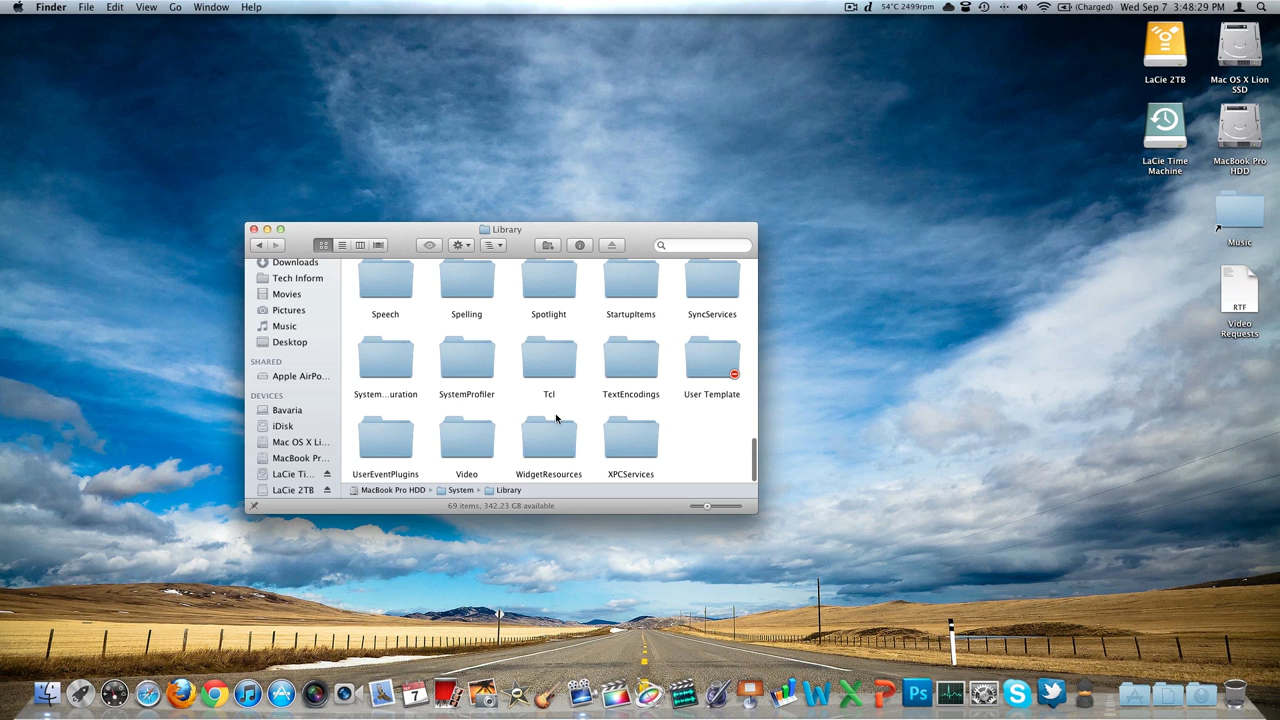 Finder File Edit View Go Window Help
54°C 2499rpm (Charged) Wed Sep 7 3:48:29 PM
LaCie 2TB
Mac OS X Lion
SSD
LaCie Time
Machine
MacBook Pro
HDD
Music
RTF
Video
Requests
Library
Downloads
Tech Inform
Movies
Pictures
Music
Desktop
SHARED
Apple AirPo...
DEVICES
Bavaria
iDisk
Mac OS X Li...
MacBook Pr...
LaCie Ti...
LaCie 2TB
Speech Spelling Spotlight StartupItems SyncServices
System...uration SystemProfiler Tcl TextEncodings User Template
UserEventPlugins Video WidgetResources XPCServices
MacBook Pro HDD System Library
69 items, 342.23 GB available
7
W X P Ps S